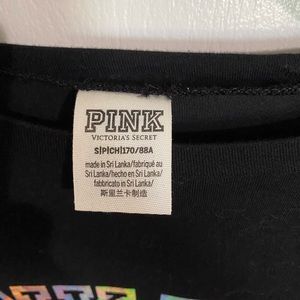 PINK
VICTORIA'S SECRET
S|P|CH|170/88A
made in Sri Lanka/fabriqué au
Sri Lanka/hecho en Sri Lanka/
fabbricato in Sri Lanka/
斯里兰卡制造